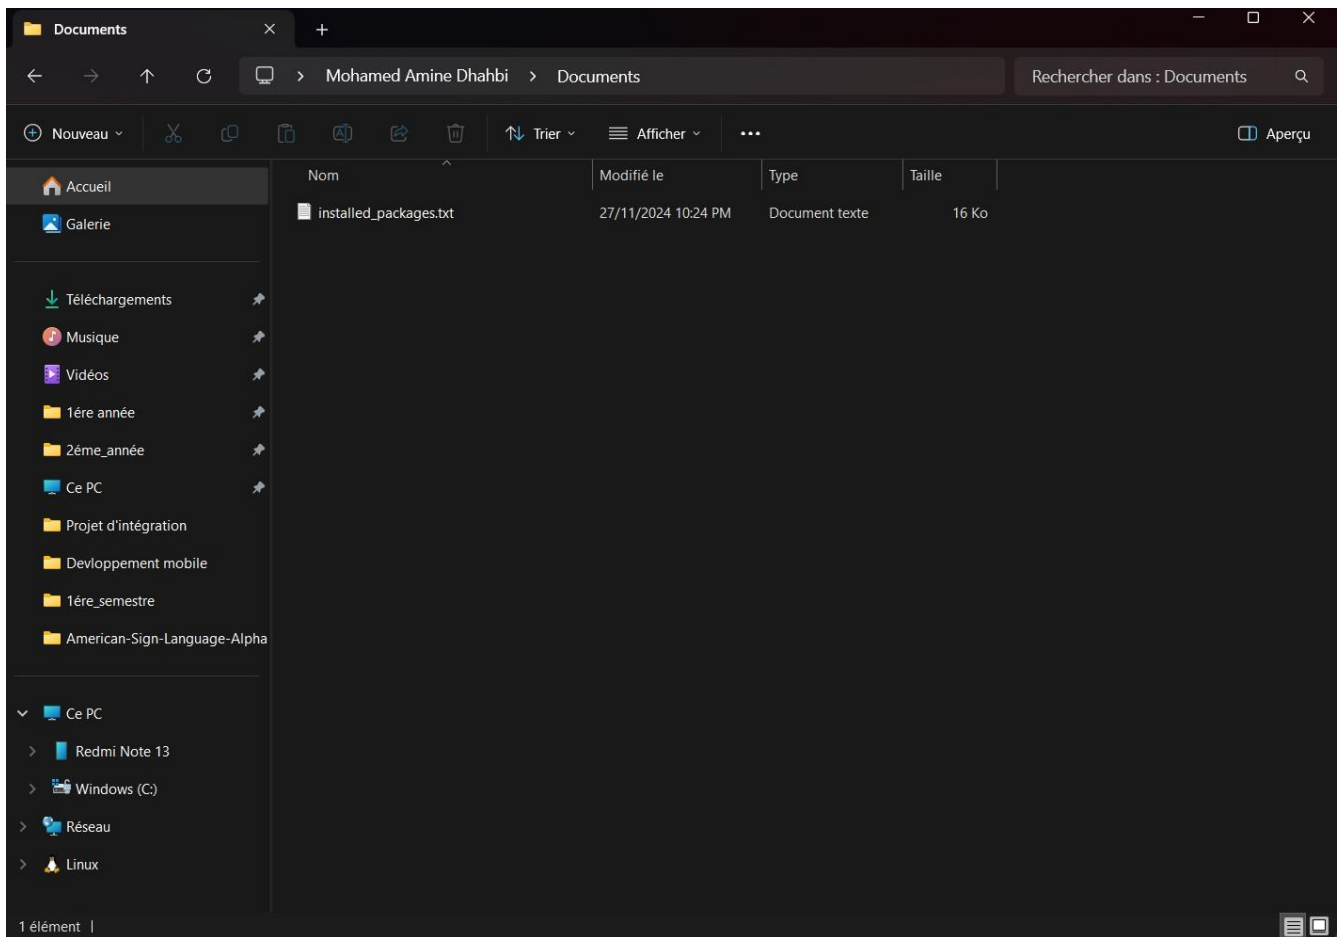 Documents
Mohamed Amine Dhahbi > Documents
Rechercher dans : Documents
Nouveau
Trier
Afficher
Aperçu
Nom Modifié le Type Taille
installed_packages.txt 27/11/2024 10:24 PM Document texte 16 Ko
Accueil
Galerie
Téléchargements
Musique
Vidéos
1ére année
2éme_année
Ce PC
Projet d'intégration
Devloppement mobile
1ére_semestre
American-Sign-Language-Alpha
Ce PC
Redmi Note 13
Windows (C:)
Réseau
Linux
1 élément